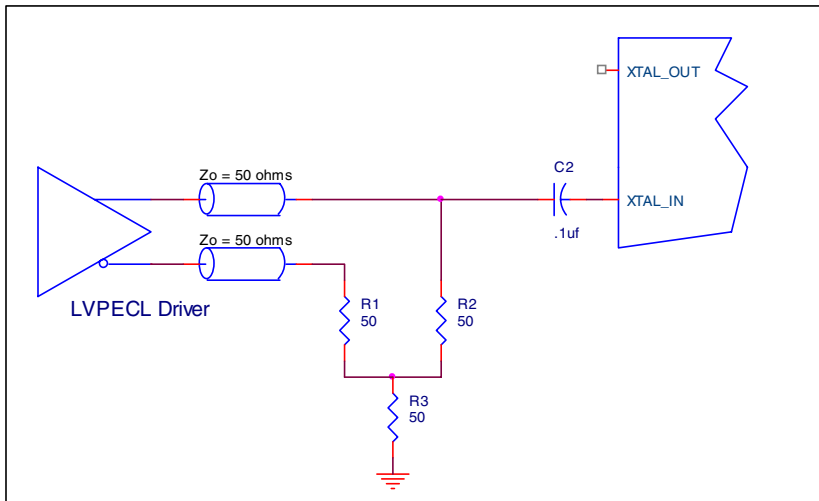 XTAL_OUT
C2
Zo = 50 ohms
XTAL_IN
.1uf
Zo = 50 ohms
LVPECL Driver
R1
50
R2
50
R3
50